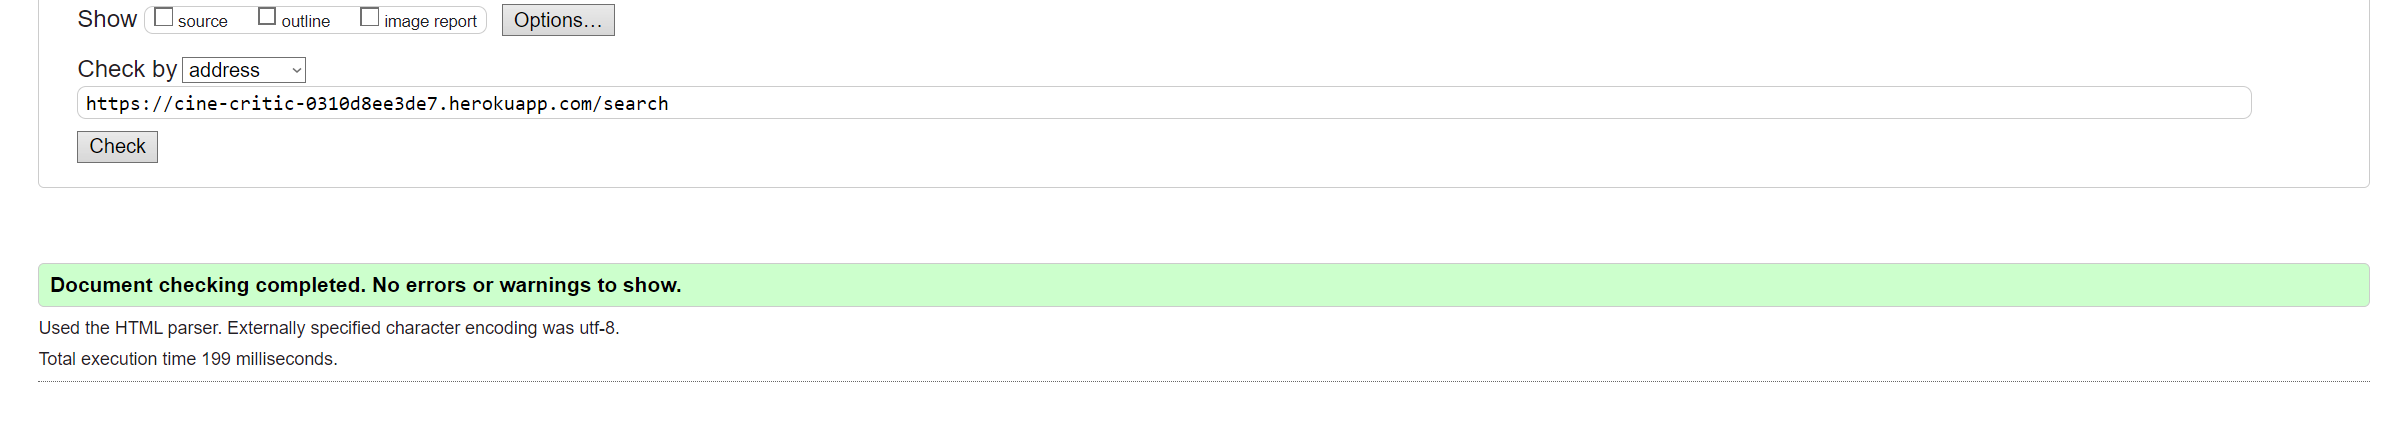 Show source outline image report Options...
Check by address
https://cine-critic-0310d8ee3de7.herokuapp.com/search
Check
Document checking completed. No errors or warnings to show.
Used the HTML parser. Externally specified character encoding was utf-8.
Total execution time 199 milliseconds.